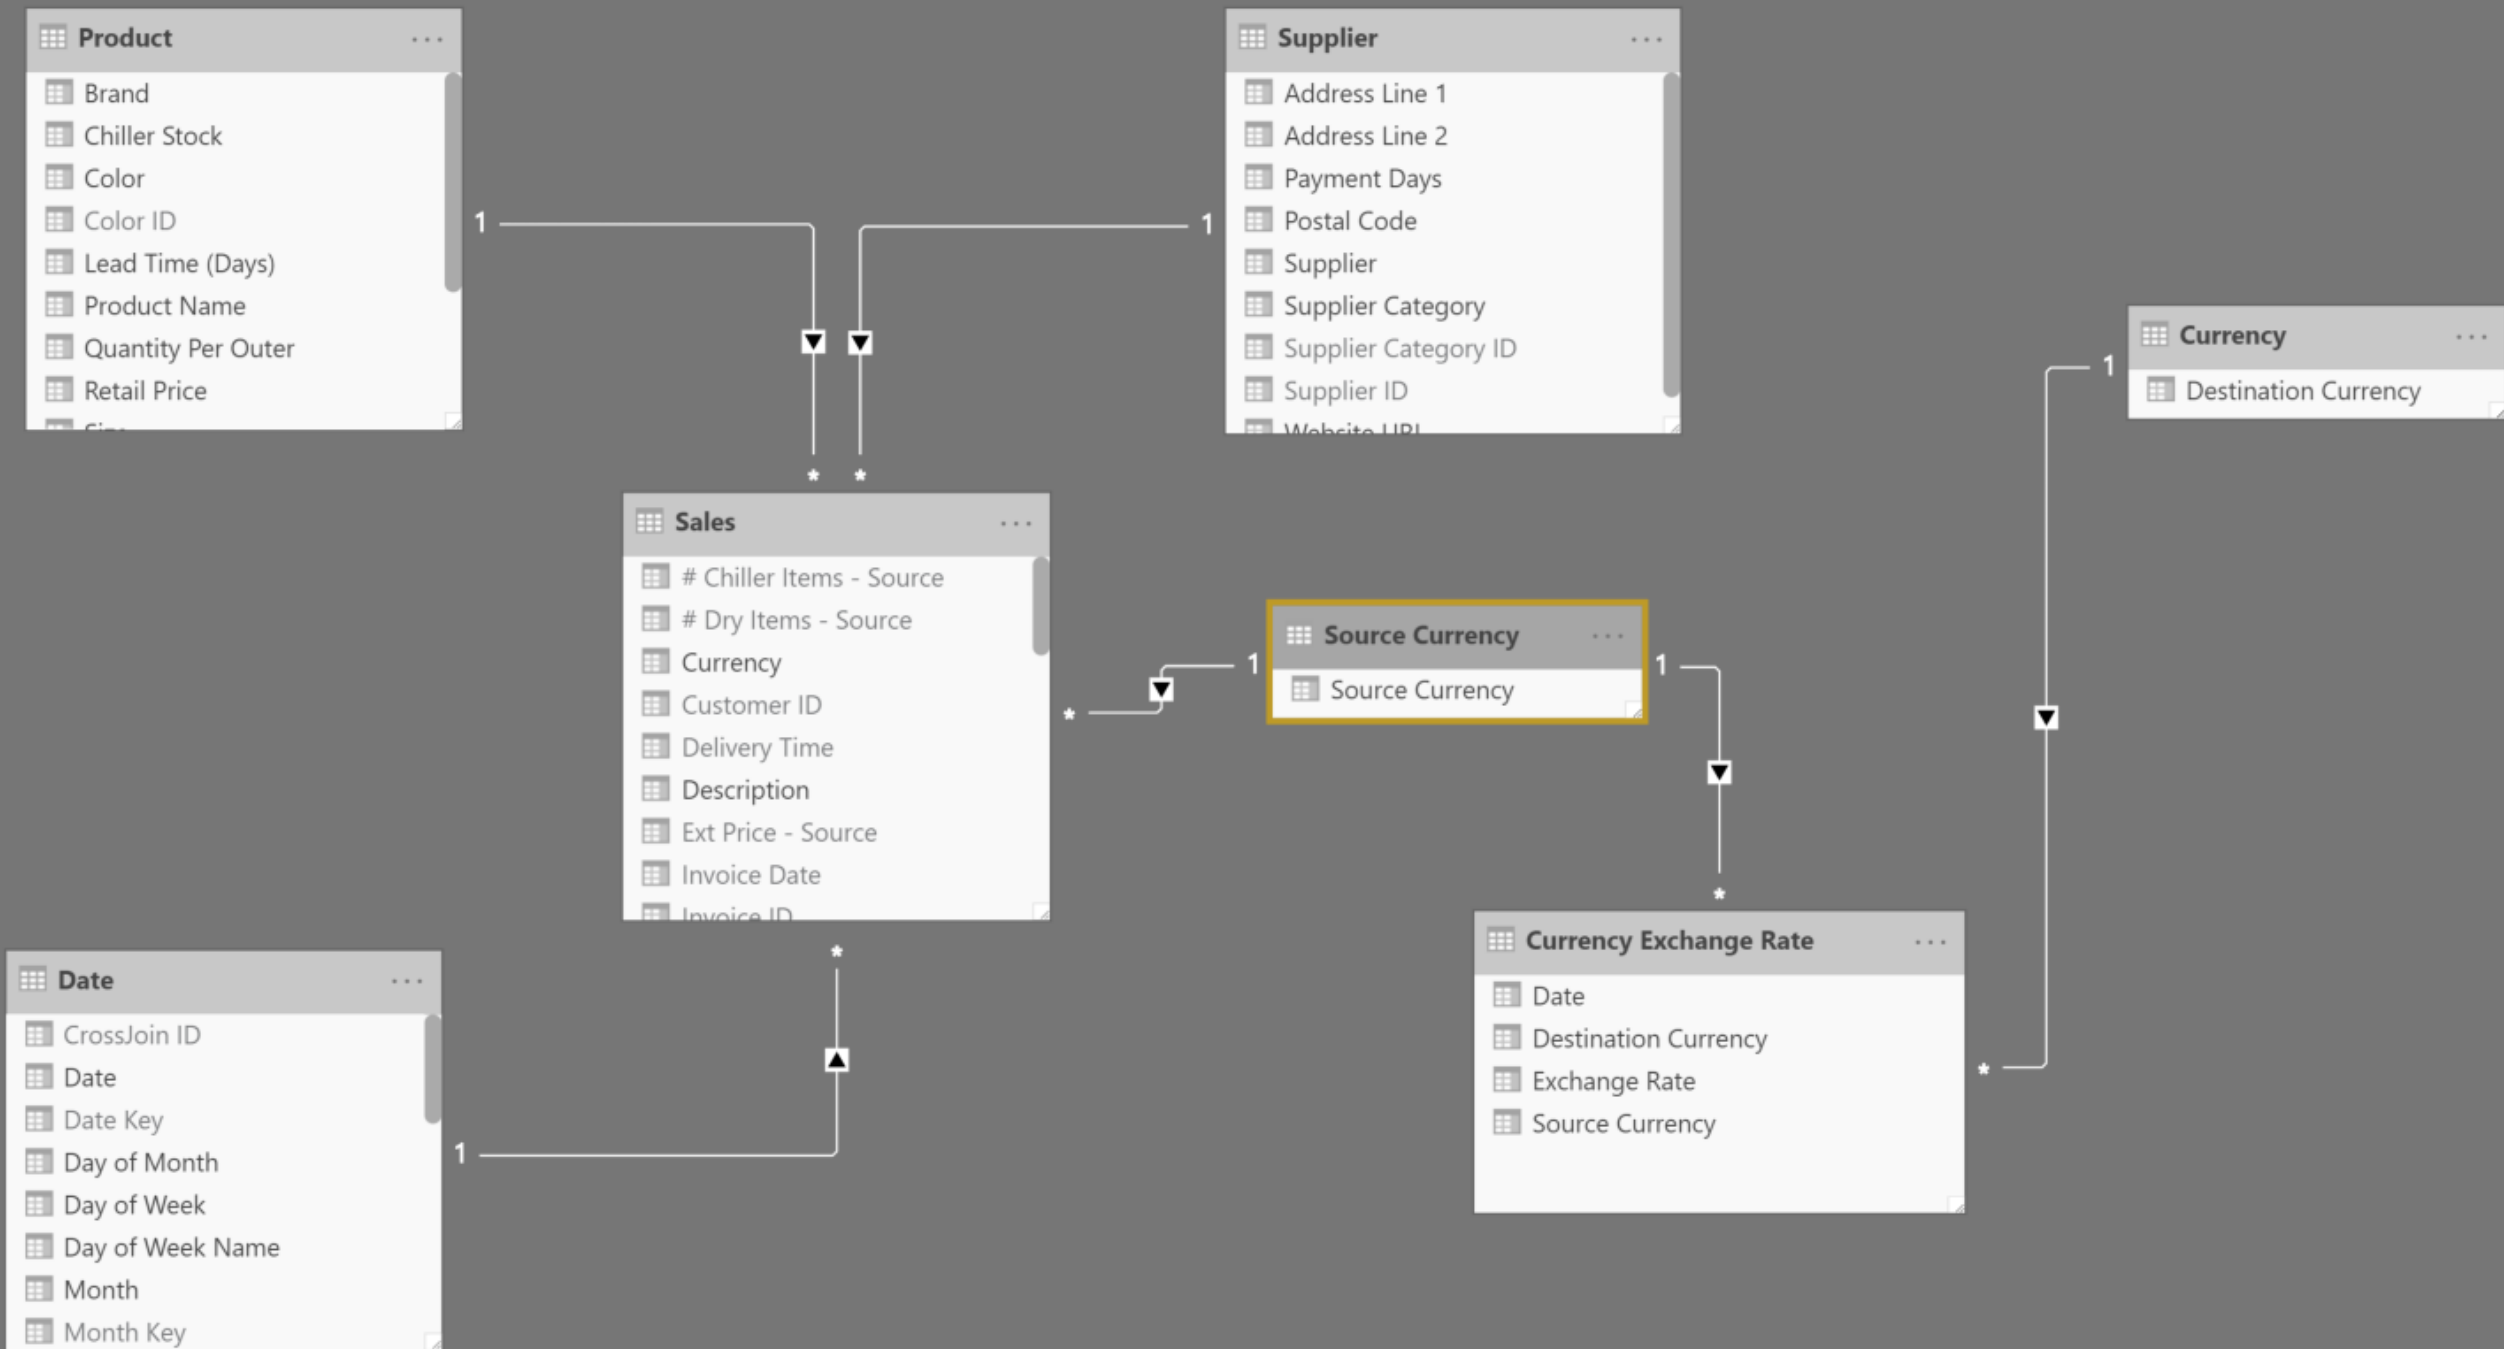 Product ...
Brand
Chiller Stock
Color
Color ID
Lead Time (Days)
Product Name
Quantity Per Outer
Retail Price
1
Supplier ...
Address Line 1
Address Line 2
Payment Days
Postal Code
Supplier
Supplier Category
Supplier Category ID
Supplier ID
Website URL
1
Currency ...
Destination Currency
1
* *
Sales ...
# Chiller Items - Source
# Dry Items - Source
Currency
Customer ID
Delivery Time
Description
Ext Price - Source
Invoice Date
Invoice ID
*
1
Source Currency ...
Source Currency
1
*
*
Date ...
CrossJoin ID
Date
Date Key
Day of Month
Day of Week
Day of Week Name
Month
Month Key
1
Currency Exchange Rate ...
Date
Destination Currency
Exchange Rate
Source Currency
*